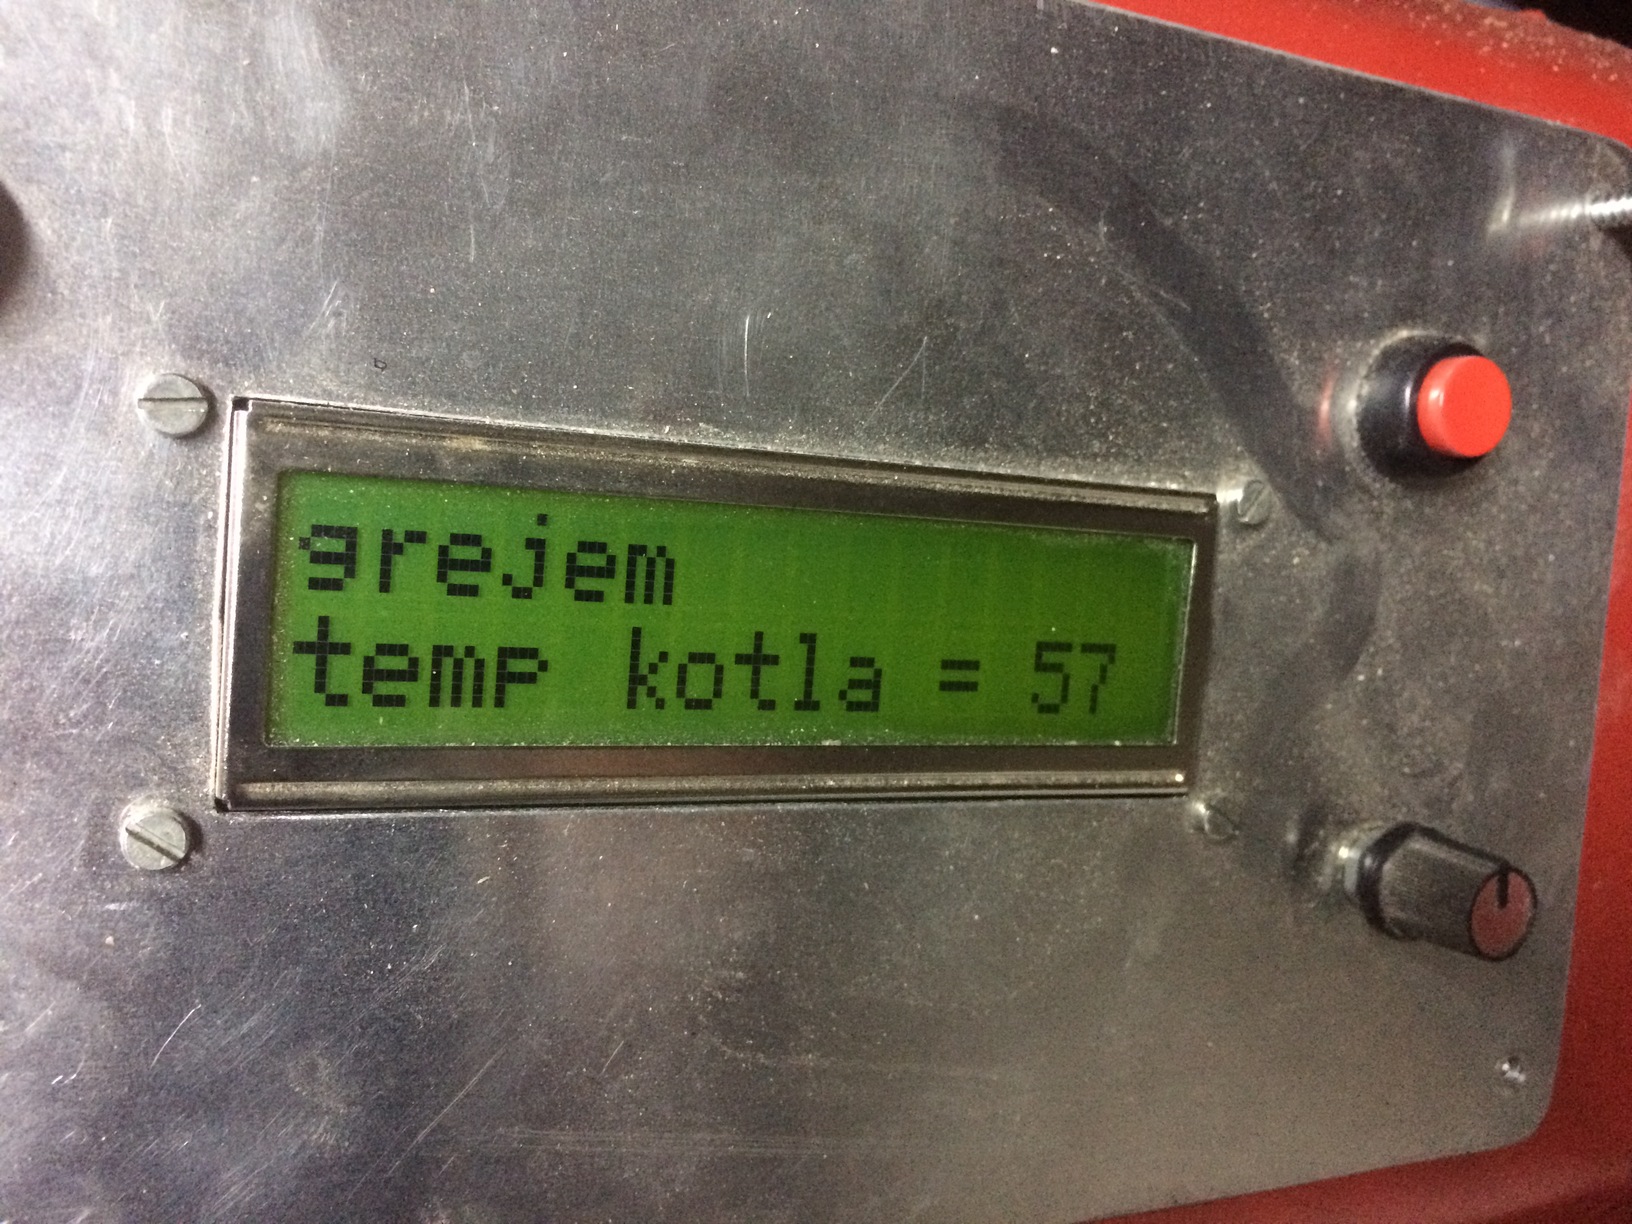 grejem
temp kotla = 57